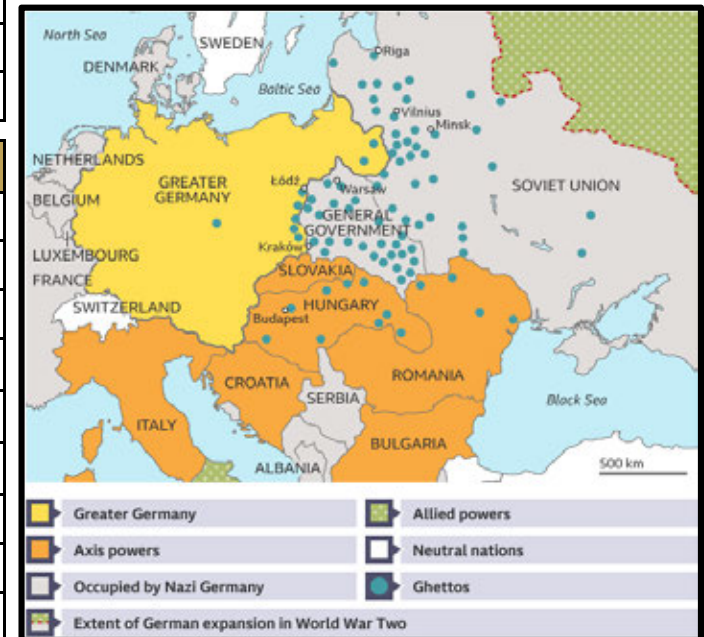 North Sea
SWEDEN
DENMARK
Riga
Baltic Sea
Vilnius
Minsk
NETHERLANDS
GREATER
GERMANY
Łódź
Warsaw
SOVIET UNION
BELGIUM
GENERAL
GOVERNMENT
Kraków
LUXEMBOURG
SLOVAKIA
FRANCE
SWITZERLAND
HUNGARY
Budapest
CROATIA
ROMANIA
SERBIA
Black Sea
ITALY
BULGARIA
ALBANIA
500 km
Greater Germany
Allied powers
Axis powers
Neutral nations
Occupied by Nazi Germany
Ghettos
Extent of German expansion in World War Two